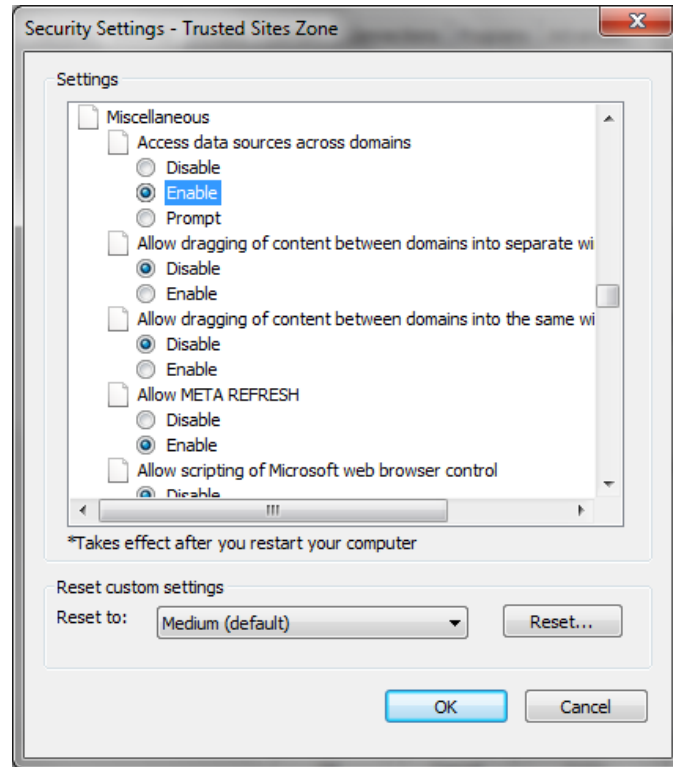 Security Settings - Trusted Sites Zone
Settings
Miscellaneous
Access data sources across domains
Disable
Enable
Prompt
Allow dragging of content between domains into separate wi
Disable
Enable
Allow dragging of content between domains into the same wi
Disable
Enable
Allow META REFRESH
Disable
Enable
Allow scripting of Microsoft web browser control
Disable
*Takes effect after you restart your computer
Reset custom settings
Reset to: Medium (default) Reset...
OK Cancel